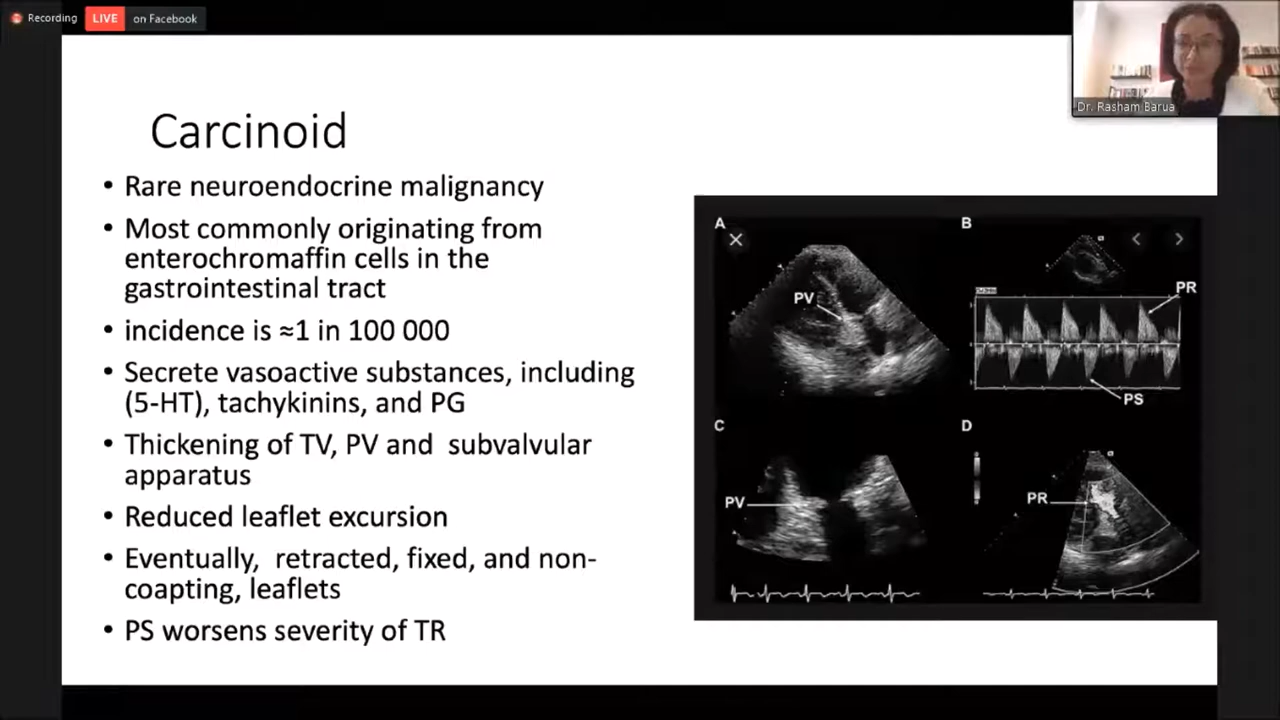 Recording
LIVE
on Facebook
Dr. Rasham Barua
Carcinoid
• Rare neuroendocrine malignancy
• Most commonly originating from
enterochromaffin cells in the
gastrointestinal tract
• incidence is ≈1 in 100 000
• Secrete vasoactive substances, including
(5-HT), tachykinins, and PG
• Thickening of TV, PV and subvalvular
apparatus
• Reduced leaflet excursion
• Eventually, retracted, fixed, and non-
coapting, leaflets
• PS worsens severity of TR
A
PV
B
PR
PS
C
PV
D
PR